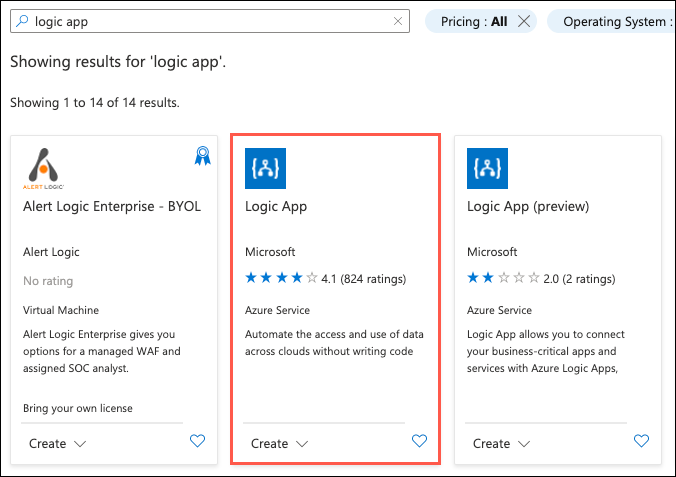 logic app
Pricing : All
Operating System :
Showing results for 'logic app'.
Showing 1 to 14 of 14 results.
ALERT LOGIC
Alert Logic Enterprise - BYOL
Alert Logic
No rating
Virtual Machine
Alert Logic Enterprise gives you
options for a managed WAF and
assigned SOC analyst.
Bring your own license
Create
Logic App
Microsoft
4.1 (824 ratings)
Azure Service
Automate the access and use of data
across clouds without writing code
Create
Logic App (preview)
Microsoft
2.0 (2 ratings)
Azure Service
Logic App allows you to connect
your business-critical apps and
services with Azure Logic Apps,
Create